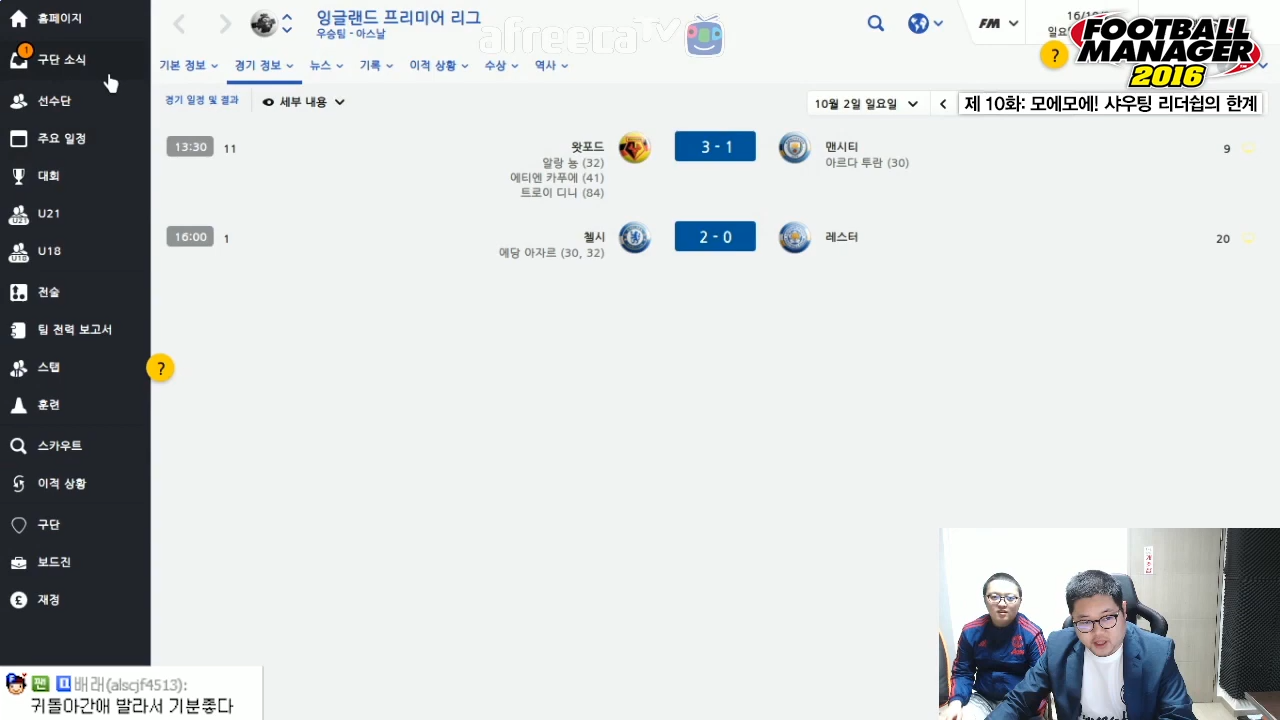 홈페이지
잉글랜드 프리미어 리그
우승팀 - 아스날
afreecaTV
FM
FOOTBALL
MANAGER
2016
1
구단 소식
?
기본 정보
경기 정보
뉴스
기록
이적 상황
수상
역사
경기 일정 및 결과
세부 내용
10월 2일 일요일
제 10화: 모에모에! 샤우팅 리더쉽의 한계
선수단
주요 일정
대회
U21
U18
전술
팀 전력 보고서
스탭
훈련
스카우트
이적 상황
구단
보드진
재정
13:30
11
왓포드
3 - 1
맨시티
9
알랑 뇽 (32)
아르다 투란 (30)
에티엔 카푸에 (41)
트로이 디니 (84)
16:00
1
첼시
2 - 0
레스터
20
에당 아자르 (30, 32)
?
팬
배래(alscjf4513):
귀돌아간애 발라서 기분좋다